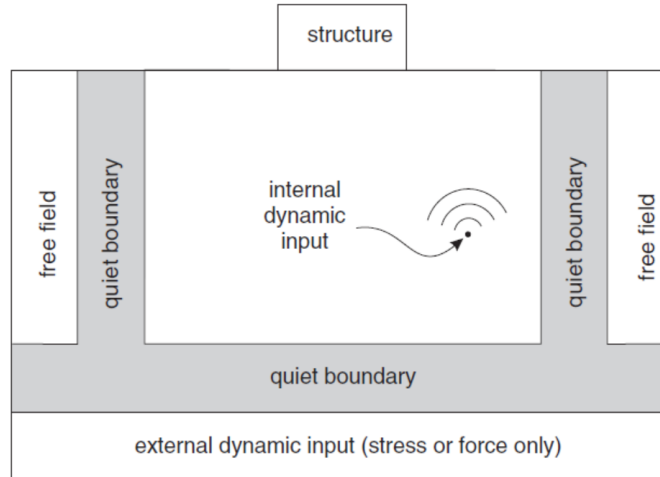 structure
free field
quiet boundary
internal
dynamic
input
quiet boundary
free field
quiet boundary
external dynamic input (stress or force only)